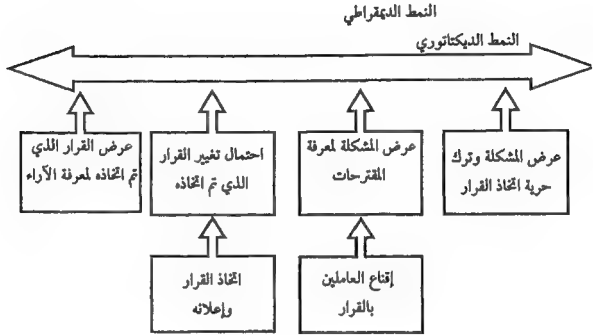 النمط الديمقراطي
النمط الديكتاتوري
عرض المشكلة وترك
حرية اتخاذ القرار
عرض المشكلة لمعرفة
المقترحات
احتمال تغيير القرار
الذي تم اتخاذه
عرض القرار الذي
تم اتخاذه لمعرفة الآراء
إقناع العاملين
بالقرار
اتخاذ القرار
وإعلانه